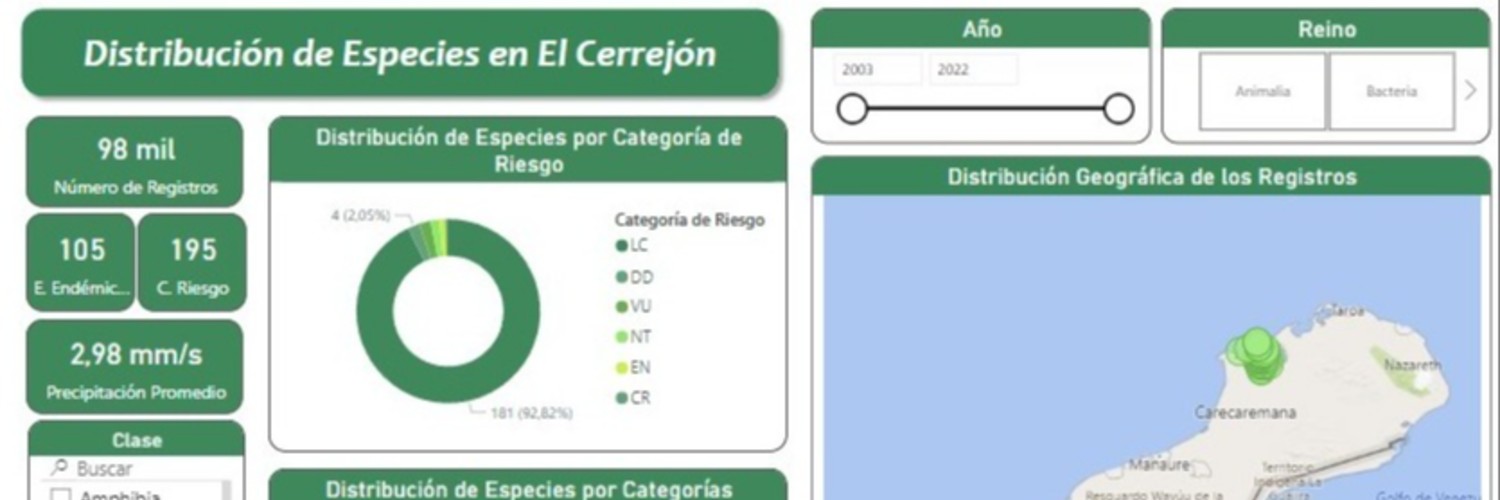 Distribución de Especies en El Cerrejón
98 mil
Número de Registros
105
E. Endémic...
195
C. Riesgo
2,98 mm/s
Precipitación Promedio
Clase
Buscar
Amphibia
Distribución de Especies por Categoría de
Riesgo
4 (2,05%)
181 (92,82%)
Categoría de Riesgo
LC
DD
VU
NT
EN
CR
Distribución de Especies por Categorías
Año
2003
2022
Reino
Animalia
Bacteria
Distribución Geográfica de los Registros
Taroa
Nazareth
Carecaremana
Manaure
Territorio
Indígena La
Resguardo Wayúu de la
Golfo de